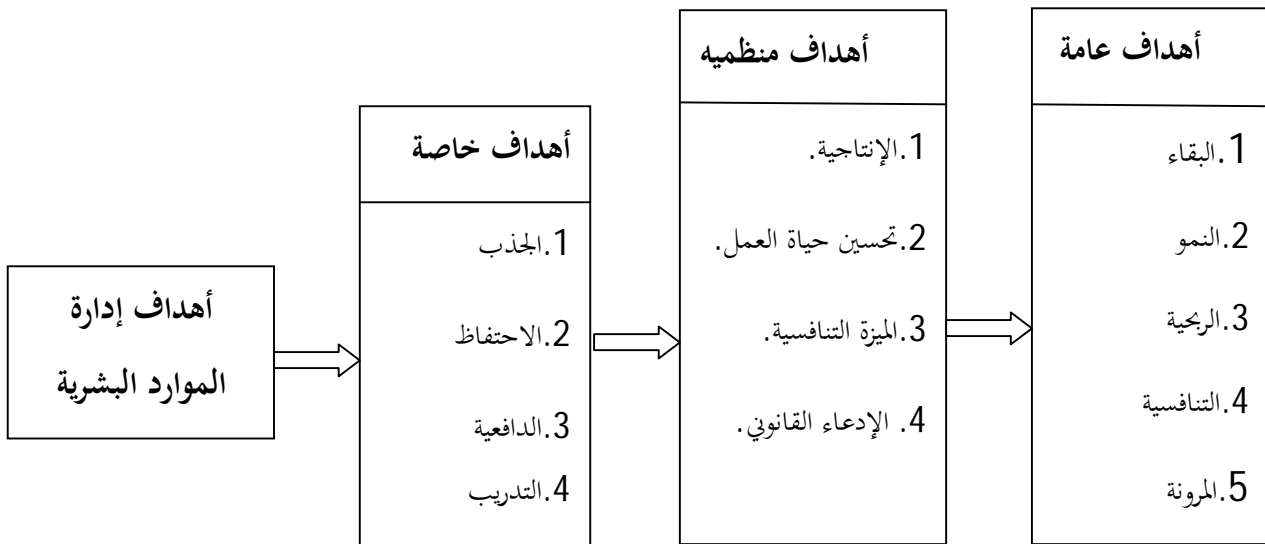 أهداف إدارة
الموارد البشرية
أهداف خاصة
1.الجذب
2.الاحتفاظ
3.الدافعية
4.التدريب
أهداف منظميه
1.الإنتاجية.
2.تحسين حياة العمل.
3.الميزة التنافسية.
4. الإدعاء القانوني.
أهداف عامة
1.البقاء
2.النمو
3.الربحية
4.التنافسية
5.المرونة